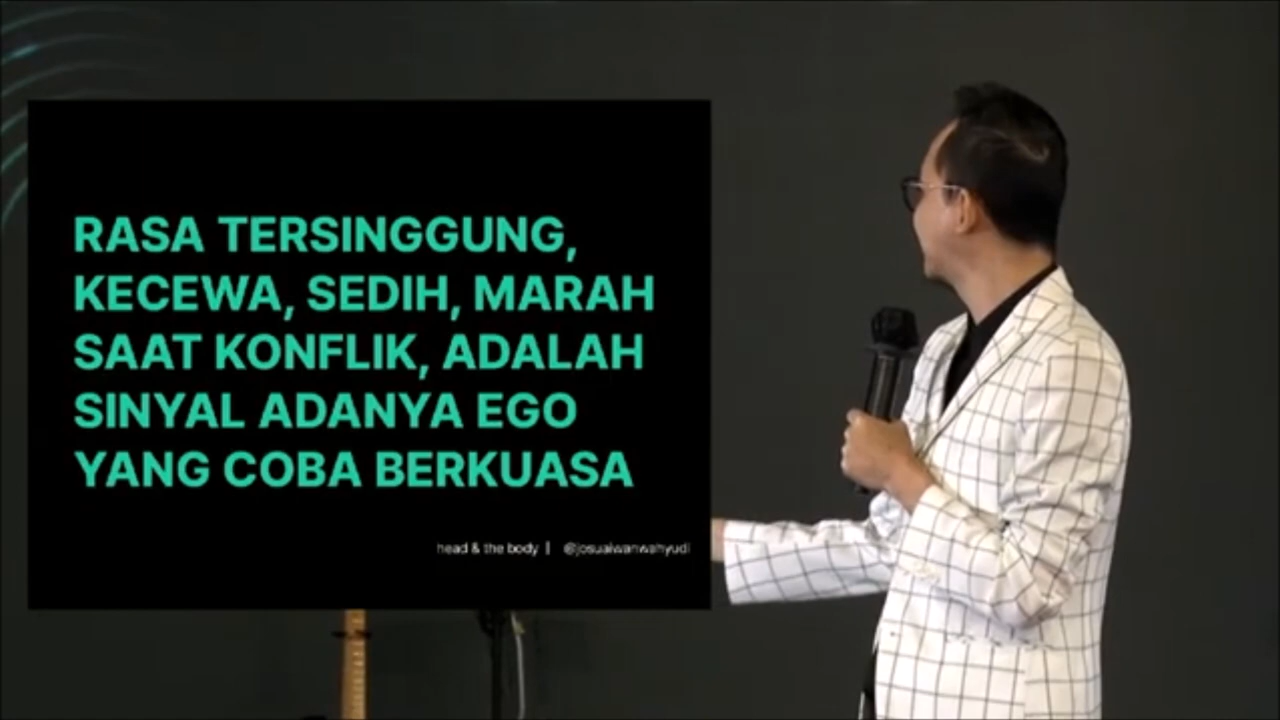 RASA TERSINGGUNG,
KECEWA, SEDIH, MARAH
SAAT KONFLIK, ADALAH
SINYAL ADANYA EGO
YANG COBA BERKUASA
head & the body | @josuaiwanwahyudi